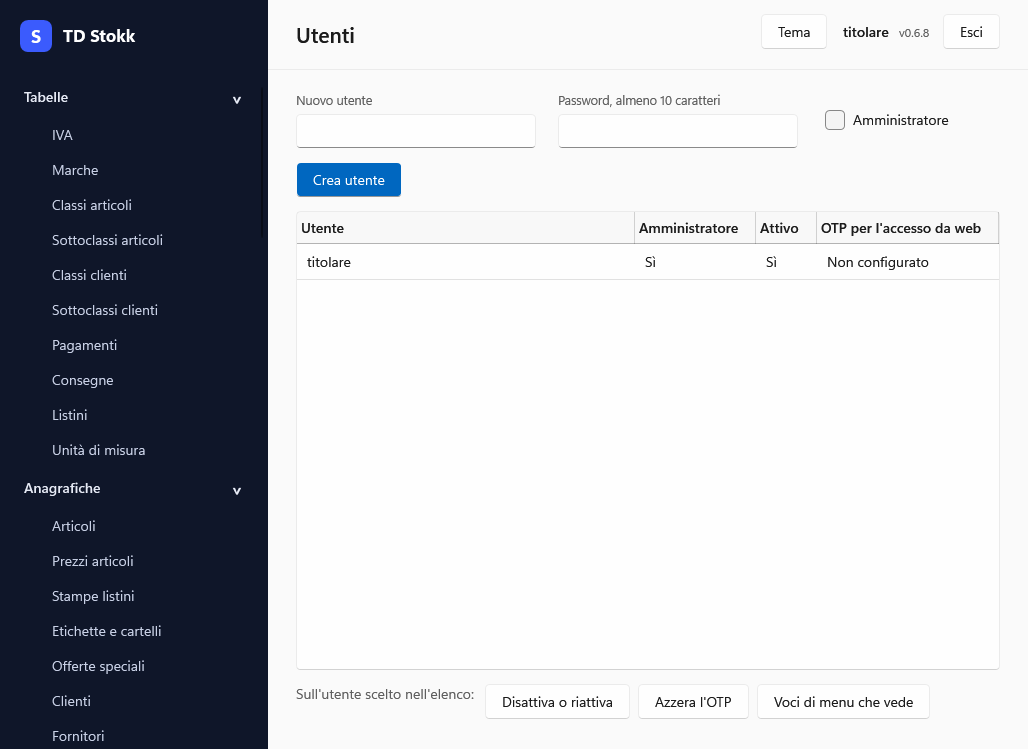 S TD Stokk
Tabelle v
IVA
Marche
Classi articoli
Sottoclassi articoli
Classi clienti
Sottoclassi clienti
Pagamenti
Consegne
Listini
Unità di misura
Anagrafiche v
Articoli
Prezzi articoli
Stampe listini
Etichette e cartelli
Offerte speciali
Clienti
Fornitori
Utenti Tema titolare v0.6.8 Esci
Nuovo utente Password, almeno 10 caratteri
Amministratore
Crea utente
Utente Amministratore Attivo OTP per l'accesso da web
titolare Sì Sì Non configurato
Sull'utente scelto nell'elenco: Disattiva o riattiva Azzera l'OTP Voci di menu che vede